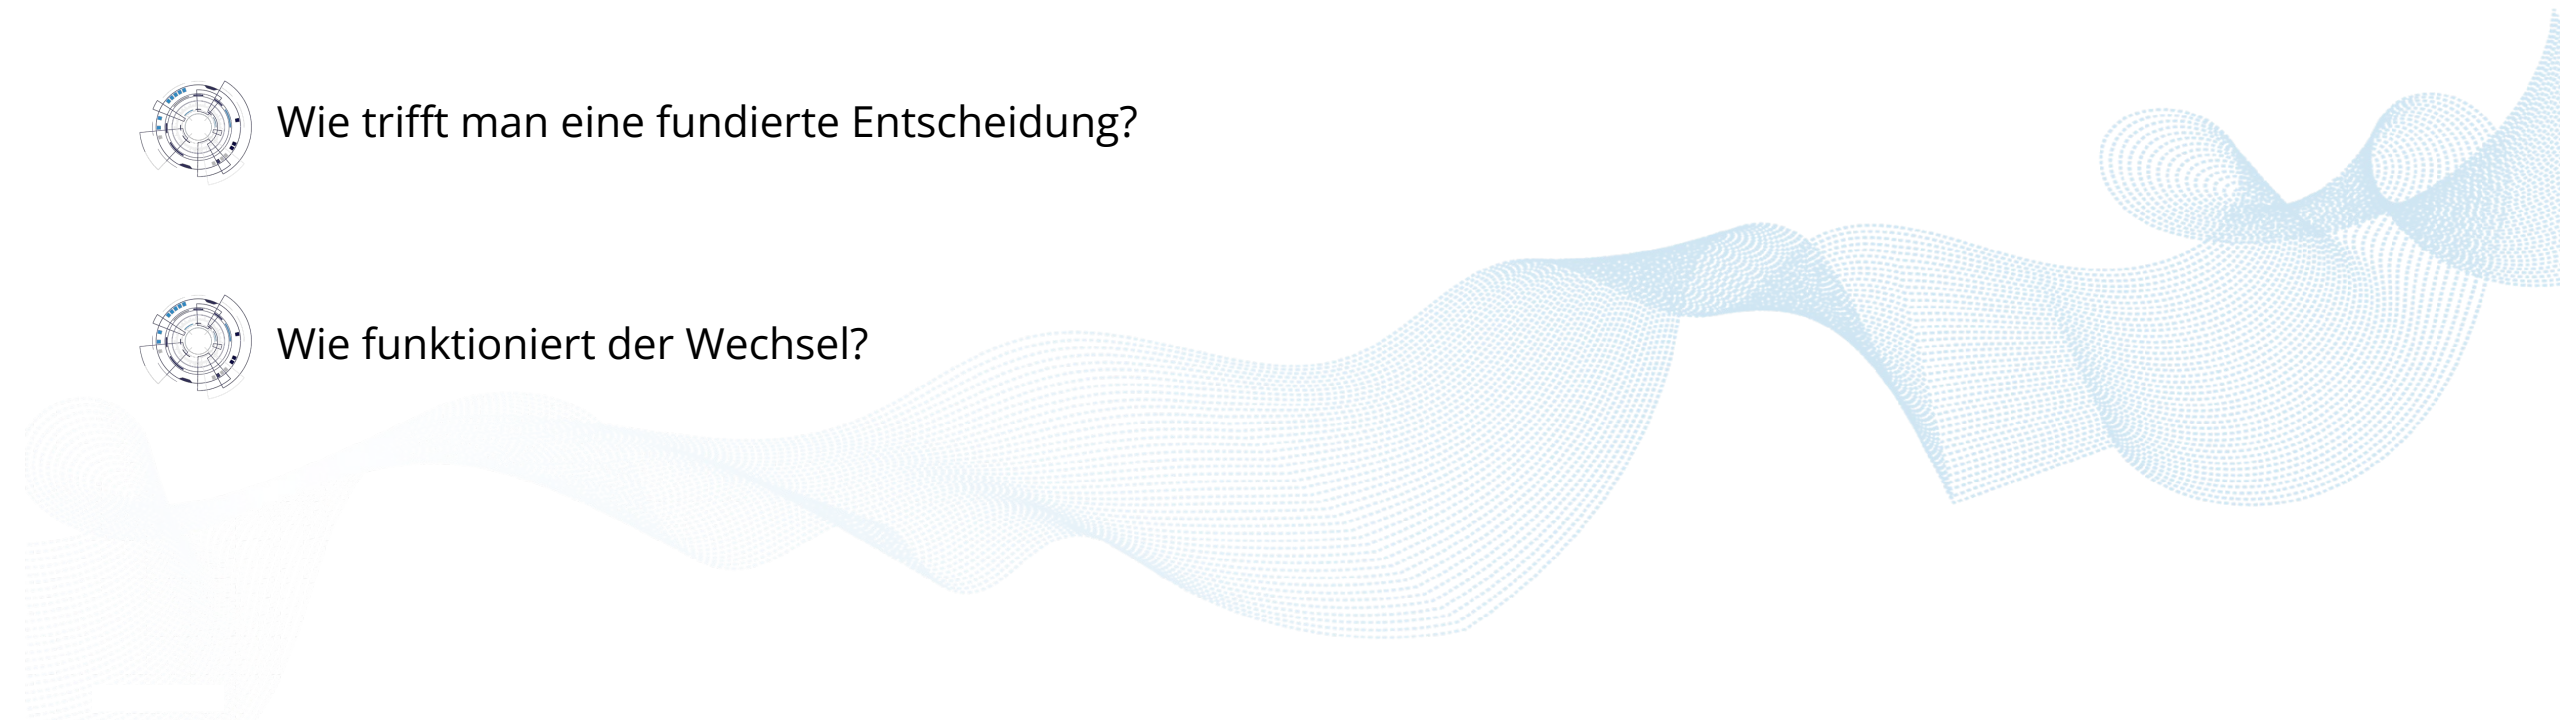 Wie trifft man eine fundierte Entscheidung?
Wie funktioniert der Wechsel?